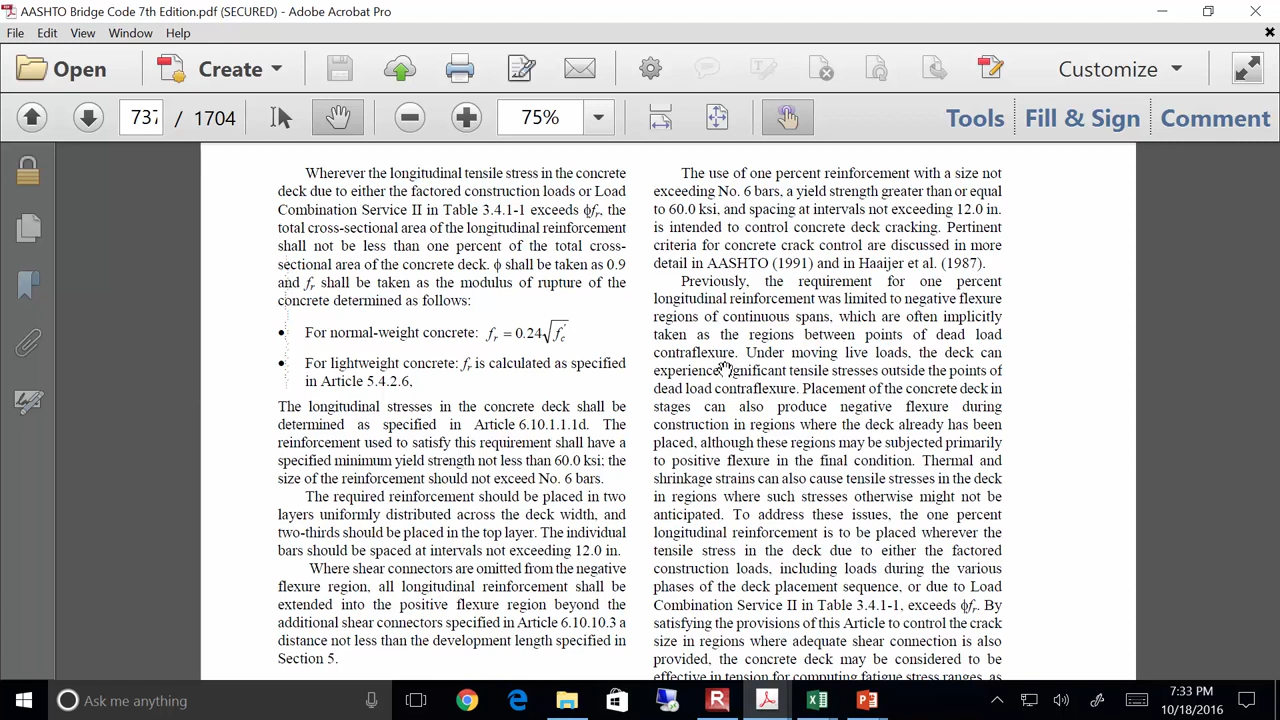 AASHTO Bridge Code 7th Edition.pdf (SECURED) - Adobe Acrobat Pro
File Edit View Window Help
Open Create Customize
737 / 1704 75% Tools Fill & Sign Comment
Wherever the longitudinal tensile stress in the concrete
deck due to either the factored construction loads or Load
Combination Service II in Table 3.4.1-1 exceeds ϕfr, the
total cross-sectional area of the longitudinal reinforcement
shall not be less than one percent of the total cross-
sectional area of the concrete deck. ϕ shall be taken as 0.9
and fr shall be taken as the modulus of rupture of the
concrete determined as follows:
• For normal-weight concrete: fr = 0.24√f′c
• For lightweight concrete: fr is calculated as specified
in Article 5.4.2.6,
The longitudinal stresses in the concrete deck shall be
determined as specified in Article 6.10.1.1.1d. The
reinforcement used to satisfy this requirement shall have a
specified minimum yield strength not less than 60.0 ksi; the
size of the reinforcement should not exceed No. 6 bars.
The required reinforcement should be placed in two
layers uniformly distributed across the deck width, and
two-thirds should be placed in the top layer. The individual
bars should be spaced at intervals not exceeding 12.0 in.
Where shear connectors are omitted from the negative
flexure region, all longitudinal reinforcement shall be
extended into the positive flexure region beyond the
additional shear connectors specified in Article 6.10.10.3 a
distance not less than the development length specified in
Section 5.
The use of one percent reinforcement with a size not
exceeding No. 6 bars, a yield strength greater than or equal
to 60.0 ksi, and spacing at intervals not exceeding 12.0 in.
is intended to control concrete deck cracking. Pertinent
criteria for concrete crack control are discussed in more
detail in AASHTO (1991) and in Haaijer et al. (1987).
Previously, the requirement for one percent
longitudinal reinforcement was limited to negative flexure
regions of continuous spans, which are often implicitly
taken as the regions between points of dead load
contraflexure. Under moving live loads, the deck can
experience significant tensile stresses outside the points of
dead load contraflexure. Placement of the concrete deck in
stages can also produce negative flexure during
construction in regions where the deck already has been
placed, although these regions may be subjected primarily
to positive flexure in the final condition. Thermal and
shrinkage strains can also cause tensile stresses in the deck
in regions where such stresses otherwise might not be
anticipated. To address these issues, the one percent
longitudinal reinforcement is to be placed wherever the
tensile stress in the deck due to either the factored
construction loads, including loads during the various
phases of the deck placement sequence, or due to Load
Combination Service II in Table 3.4.1-1, exceeds ϕfr. By
satisfying the provisions of this Article to control the crack
size in regions where adequate shear connection is also
provided, the concrete deck may be considered to be
effective in tension for computing fatigue stress ranges, as
Ask me anything
7:33 PM
10/18/2016